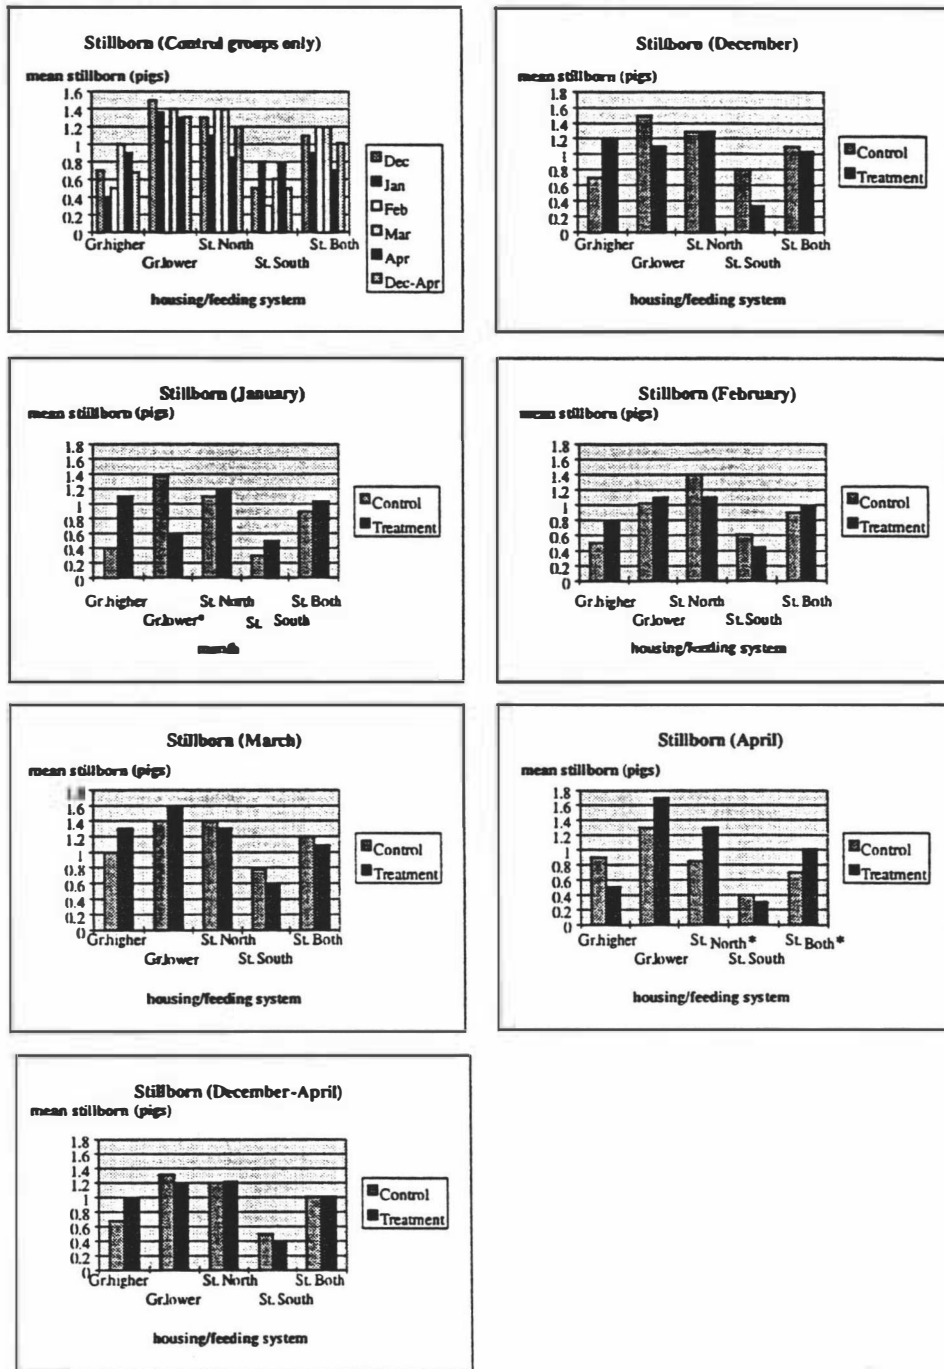 Stillborn (Control groups only)
mean stillborn (pigs)
1.6
1.4
1.2
1
0.8
0.6
0.4
0.2
0
Gr.higher St. North St. Both
Gr.lower St. South
housing/feeding system
Dec
Jan
Feb
Mar
Apr
Dec-Apr
Stillborn (December)
mean stillborn (pigs)
1.8
1.6
1.4
1.2
1
0.8
0.6
0.4
0.2
0
Gr.higher St. North St. Both
Gr.lower St. South
housing/feeding system
Control
Treatment
Stillborn (January)
mean stiillborn (pigs)
1.8
1.6
1.4
1.2
1
0.8
0.6
0.4
0.2
0
Gr.higher St. North St. Both
Gr.lower* St. South
month
Control
Treatment
Stillborn (February)
mean stillborn (pigs)
1.8
1.6
1.4
1.2
1
0.8
0.6
0.4
0.2
0
Gr.higher St. North St. Both
Gr.lower St. South
housing/feeding system
Control
Treatment
Stillborn (March)
mean stillborn (pigs)
1.8
1.6
1.4
1.2
1
0.8
0.6
0.4
0.2
0
Gr.higher St. North St. Both
Gr.lower St. South
housing/feeding system
Control
Treatment
Stillborn (April)
mean stillborn (pigs)
1.8
1.6
1.4
1.2
1
0.8
0.6
0.4
0.2
0
Gr.higher St. North* St. Both*
Gr.lower St. South
housing/feeding system
Control
Treatment
Stillborn (December-April)
mean stillborn (pigs)
1.8
1.6
1.4
1.2
1
0.8
0.6
0.4
0.2
0
Gr.higher St. North St. Both
Gr.lower St. South
housing/feeding system
Control
Treatment